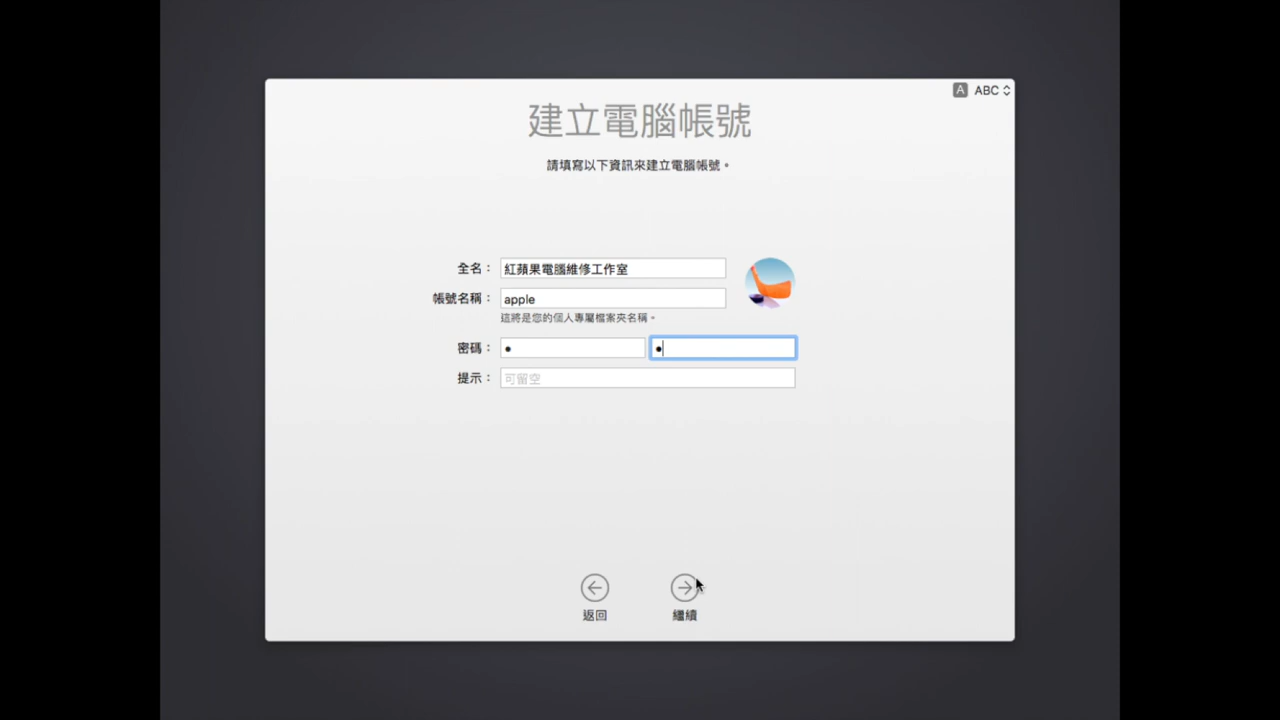 A ABC
建立電腦帳號
請填寫以下資訊來建立電腦帳號。
全名： 紅蘋果電腦維修工作室
帳號名稱： apple
這將是您的個人專屬檔案夾名稱。
密碼： • •
提示： 可留空
返回 繼續